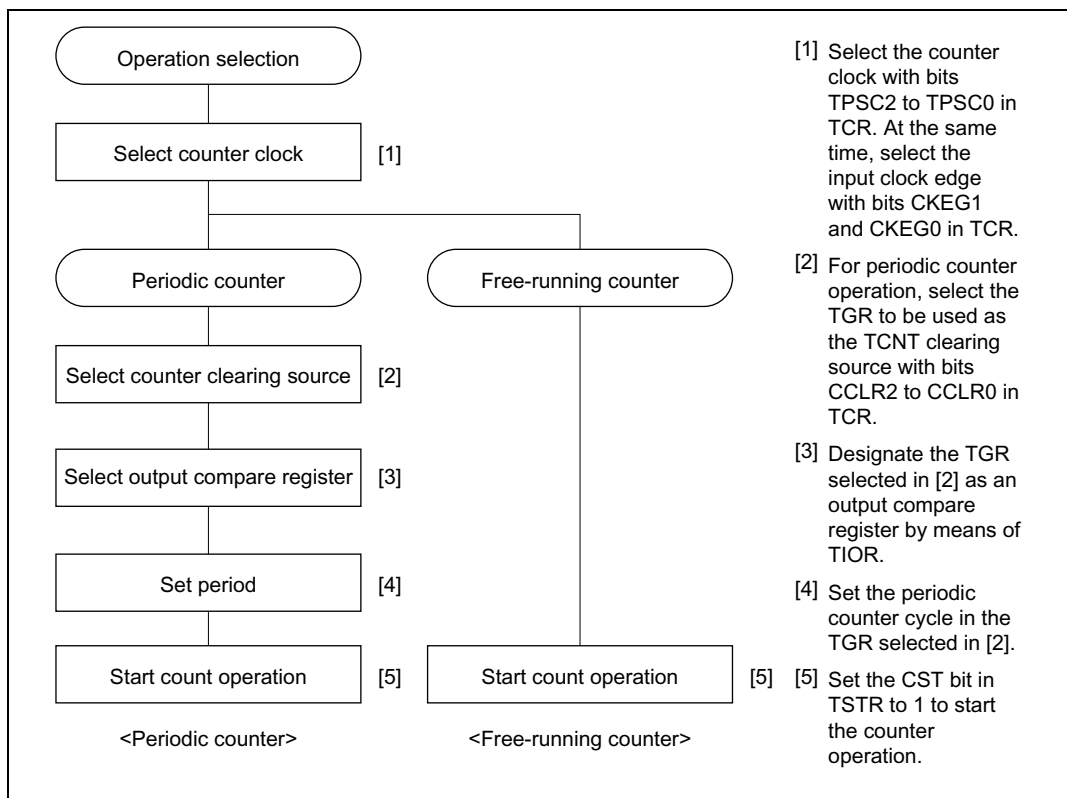 Operation selection
Select counter clock [1]
Periodic counter
Free-running counter
Select counter clearing source [2]
Select output compare register [3]
Set period [4]
Start count operation [5]
Start count operation [5]
<Periodic counter>
<Free-running counter>
[1] Select the counter
clock with bits
TPSC2 to TPSC0 in
TCR. At the same
time, select the
input clock edge
with bits CKEG1
and CKEG0 in TCR.
[2] For periodic counter
operation, select the
TGR to be used as
the TCNT clearing
source with bits
CCLR2 to CCLR0 in
TCR.
[3] Designate the TGR
selected in [2] as an
output compare
register by means of
TIOR.
[4] Set the periodic
counter cycle in the
TGR selected in [2].
[5] Set the CST bit in
TSTR to 1 to start
the counter
operation.